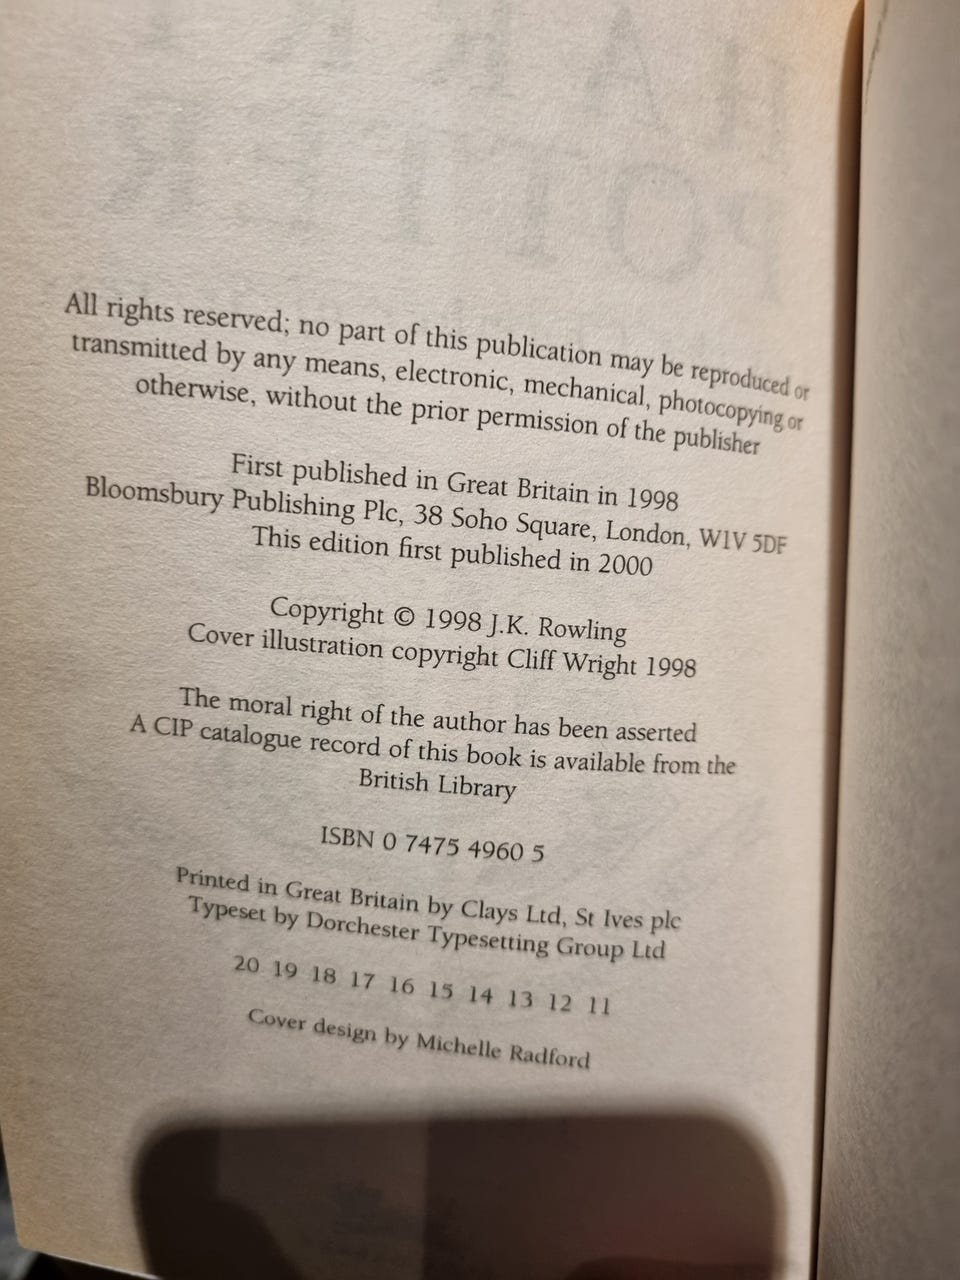 All rights reserved; no part of this publication may be reproduced or
transmitted by any means, electronic, mechanical, photocopying or
otherwise, without the prior permission of the publisher
First published in Great Britain in 1998
Bloomsbury Publishing Plc, 38 Soho Square, London, W1V 5DF
This edition first published in 2000
Copyright © 1998 J.K. Rowling
Cover illustration copyright Cliff Wright 1998
The moral right of the author has been asserted
A CIP catalogue record of this book is available from the
British Library
ISBN 0 7475 4960 5
Printed in Great Britain by Clays Ltd, St Ives plc
Typeset by Dorchester Typesetting Group Ltd
20 19 18 17 16 15 14 13 12 11
Cover design by Michelle Radford